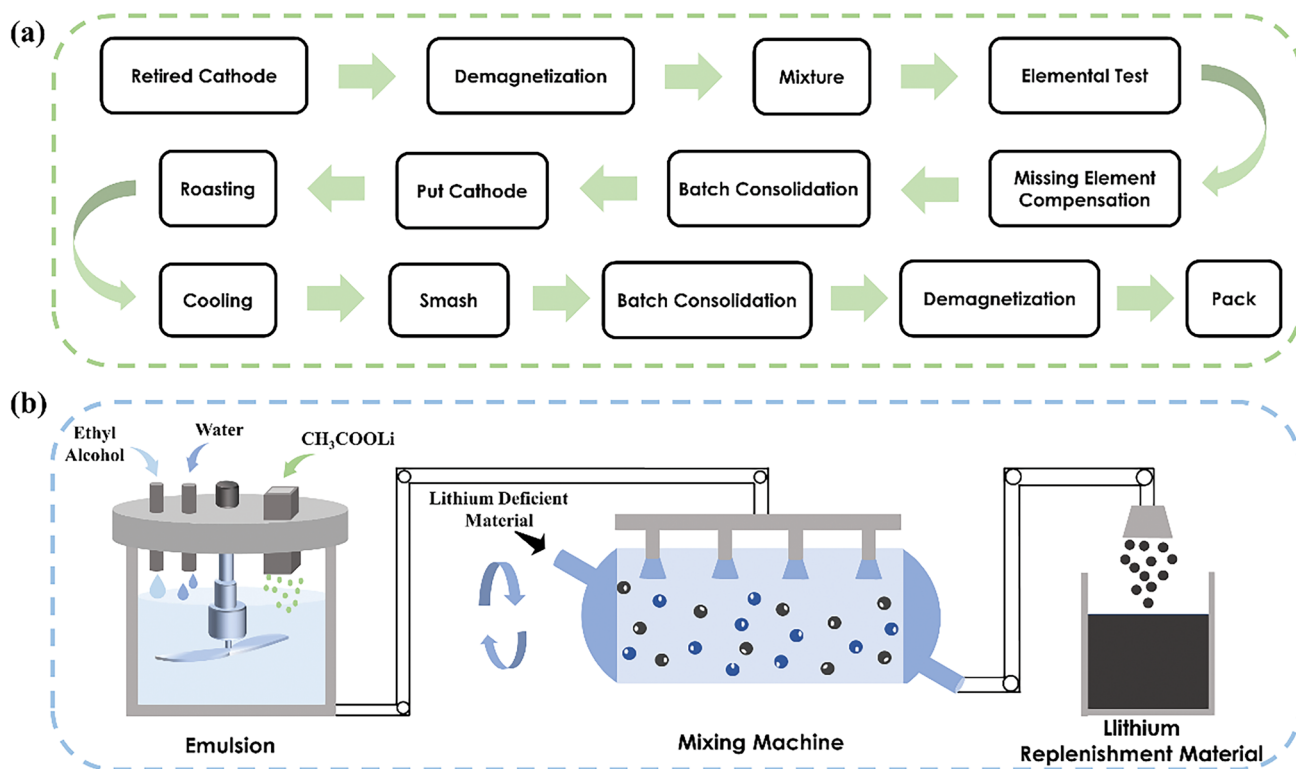 (a)
Retired Cathode
Demagnetization
Mixture
Elemental Test
Roasting
Put Cathode
Batch Consolidation
Missing Element
Compensation
Cooling
Smash
Batch Consolidation
Demagnetization
Pack
(b)
Ethyl
Alcohol
Water
CH₃COOLi
Lithium Deficient
Material
Emulsion
Mixing Machine
Llithium
Replenishment Material